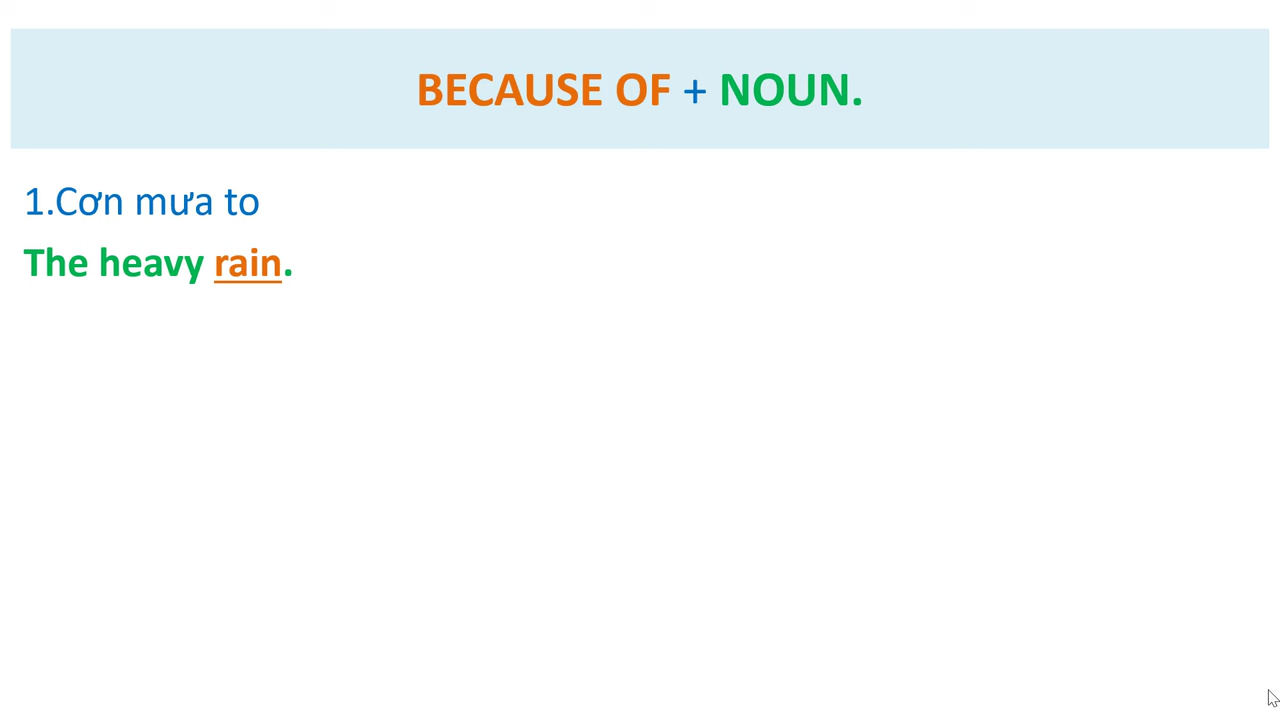 BECAUSE OF + NOUN.
1.Cơn mưa to
The heavy rain.